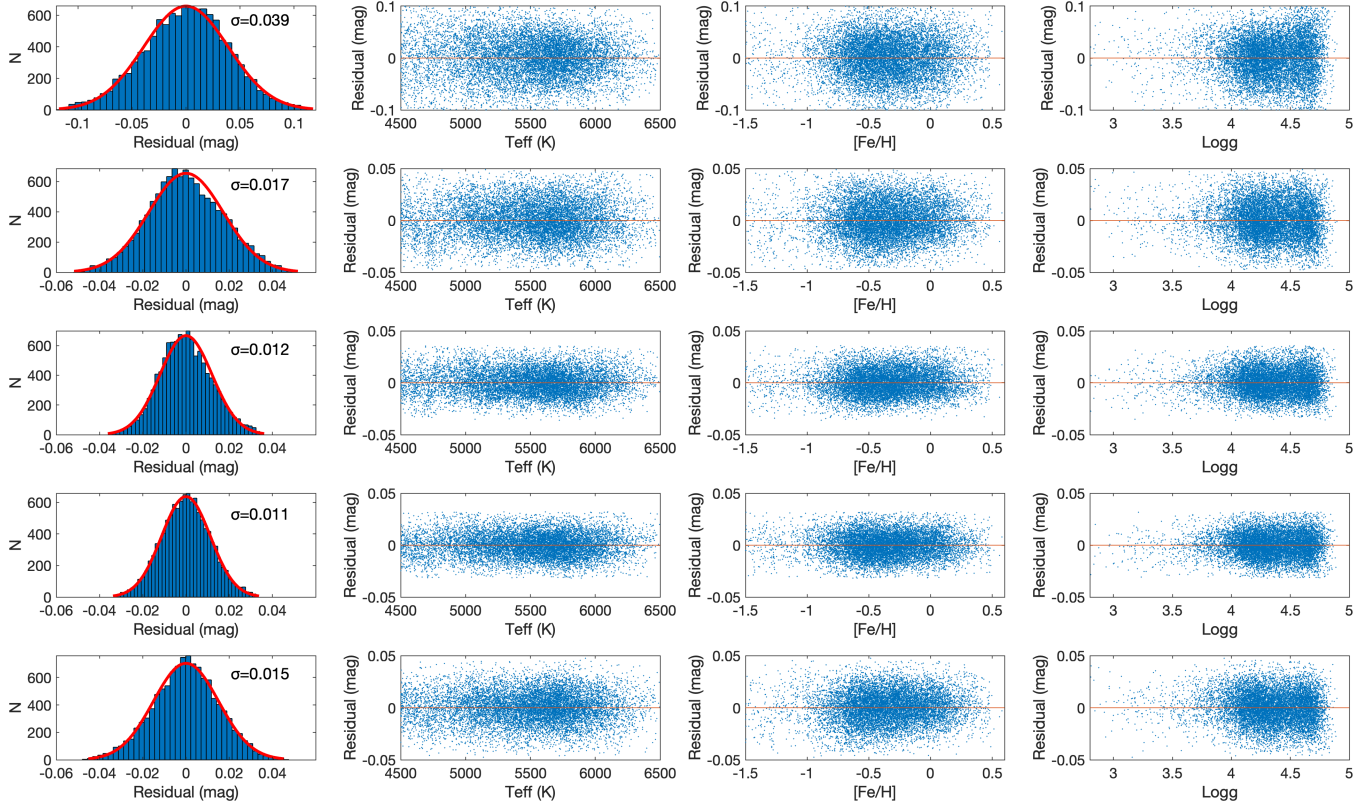 σ=0.039
600
400
200
0
N
-0.1 -0.05 0 0.05 0.1
Residual (mag)
0.1
0
-0.1
Residual (mag)
4500 5000 5500 6000 6500
Teff (K)
0.1
0
-0.1
Residual (mag)
-1.5 -1 -0.5 0 0.5
[Fe/H]
0.1
0
-0.1
Residual (mag)
3 3.5 4 4.5 5
Logg
σ=0.017
600
400
200
0
N
-0.06 -0.04 -0.02 0 0.02 0.04
Residual (mag)
0.05
0
-0.05
Residual (mag)
4500 5000 5500 6000 6500
Teff (K)
0.05
0
-0.05
Residual (mag)
-1.5 -1 -0.5 0 0.5
[Fe/H]
0.05
0
-0.05
Residual (mag)
3 3.5 4 4.5 5
Logg
σ=0.012
600
400
200
0
N
-0.06 -0.04 -0.02 0 0.02 0.04
Residual (mag)
0.05
0
-0.05
Residual (mag)
4500 5000 5500 6000 6500
Teff (K)
0.05
0
-0.05
Residual (mag)
-1.5 -1 -0.5 0 0.5
[Fe/H]
0.05
0
-0.05
Residual (mag)
3 3.5 4 4.5 5
Logg
σ=0.011
600
400
200
0
N
-0.06 -0.04 -0.02 0 0.02 0.04
Residual (mag)
0.05
0
-0.05
Residual (mag)
4500 5000 5500 6000 6500
Teff (K)
0.05
0
-0.05
Residual (mag)
-1.5 -1 -0.5 0 0.5
[Fe/H]
0.05
0
-0.05
Residual (mag)
3 3.5 4 4.5 5
Logg
σ=0.015
600
400
200
0
N
-0.06 -0.04 -0.02 0 0.02 0.04
Residual (mag)
0.05
0
-0.05
Residual (mag)
4500 5000 5500 6000 6500
Teff (K)
0.05
0
-0.05
Residual (mag)
-1.5 -1 -0.5 0 0.5
[Fe/H]
0.05
0
-0.05
Residual (mag)
3 3.5 4 4.5 5
Logg